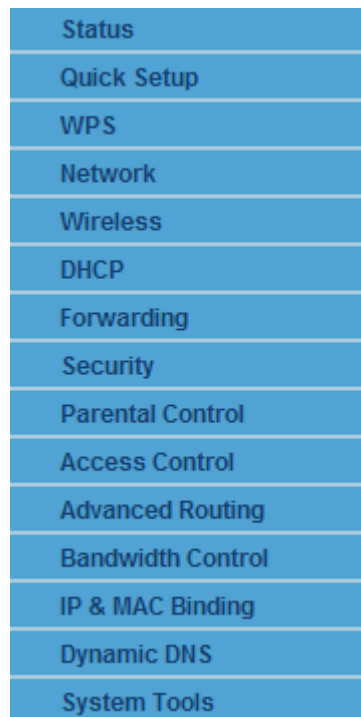 Status
Quick Setup
WPS
Network
Wireless
DHCP
Forwarding
Security
Parental Control
Access Control
Advanced Routing
Bandwidth Control
IP & MAC Binding
Dynamic DNS
System Tools